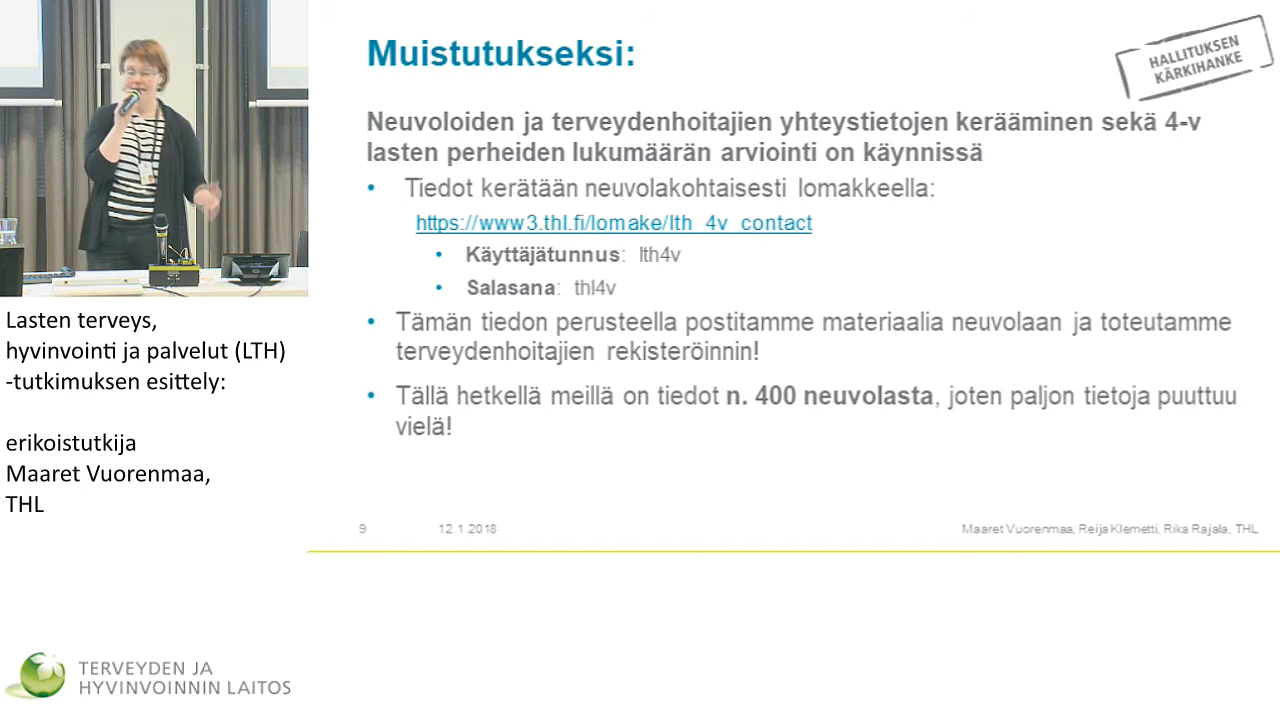 Muistutukseksi:
HALLITUKSEN
KÄRKIHANKE
Neuvoloiden ja terveydenhoitajien yhteystietojen kerääminen sekä 4-v
lasten perheiden lukumäärän arviointi on käynnissä
• Tiedot kerätään neuvolakohtaisesti lomakkeella:
https://www3.thl.fi/lomake/lth_4v_contact
• Käyttäjätunnus: lth4v
• Salasana: thl4v
• Tämän tiedon perusteella postitamme materiaalia neuvolaan ja toteutamme
terveydenhoitajien rekisteröinnin!
• Tällä hetkellä meillä on tiedot n. 400 neuvolasta, joten paljon tietoja puuttuu
vielä!
9 12.1.2018 Maaret Vuorenmaa, Reija Klemetti, Rika Rajala, THL
Lasten terveys,
hyvinvointi ja palvelut (LTH)
-tutkimuksen esittely:
erikoistutkija
Maaret Vuorenmaa,
THL
TERVEYDEN JA
HYVINVOINNIN LAITOS